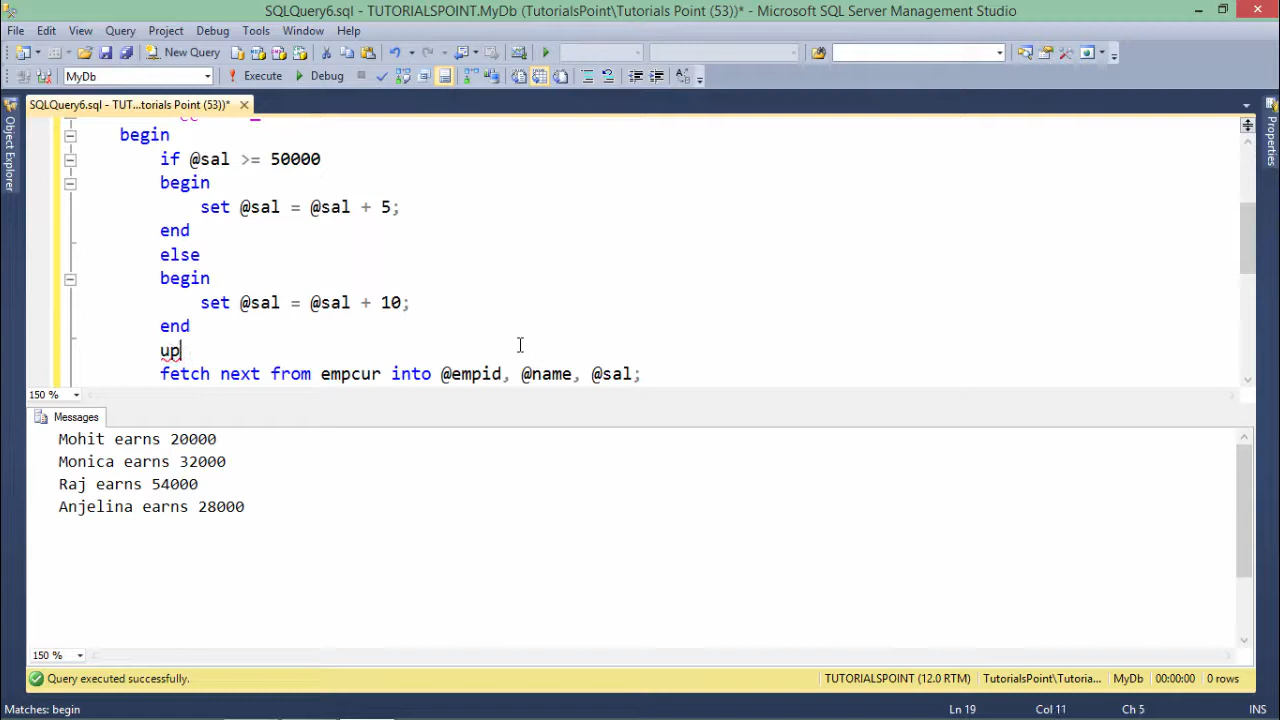 SQLQuery6.sql - TUTORIALSPOINT.MyDb (TutorialsPoint\Tutorials Point (53))* - Microsoft SQL Server Management Studio
File Edit View Query Project Debug Tools Window Help
New Query
MyDb Execute Debug
SQLQuery6.sql - TUT...torials Point (53))*
Object Explorer
Properties
begin
if @sal >= 50000
begin
set @sal = @sal + 5;
end
else
begin
set @sal = @sal + 10;
end
up
fetch next from empcur into @empid, @name, @sal;
150 %
Messages
Mohit earns 20000
Monica earns 32000
Raj earns 54000
Anjelina earns 28000
150 %
Query executed successfully. TUTORIALSPOINT (12.0 RTM) TutorialsPoint\Tutoria... MyDb 00:00:00 0 rows
Matches: begin Ln 19 Col 11 Ch 5 INS